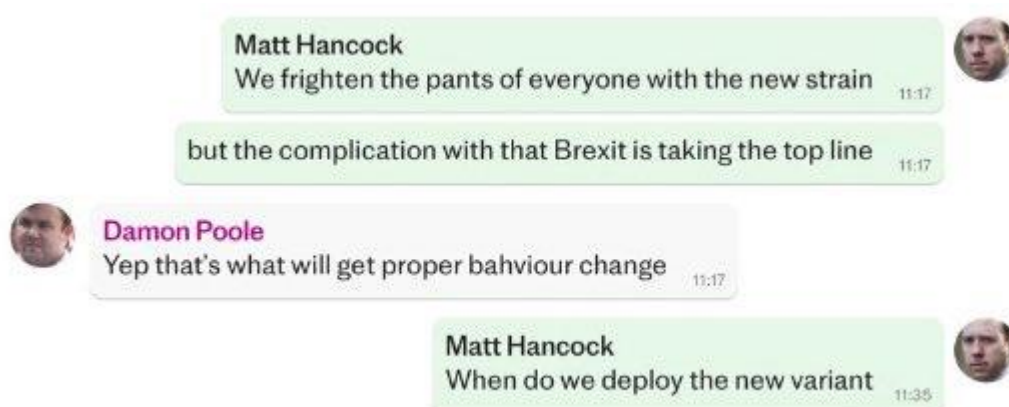 Matt Hancock
We frighten the pants of everyone with the new strain
11:17
but the complication with that Brexit is taking the top line
11:17
Damon Poole
Yep that's what will get proper bahviour change
11:17
Matt Hancock
When do we deploy the new variant
11:35